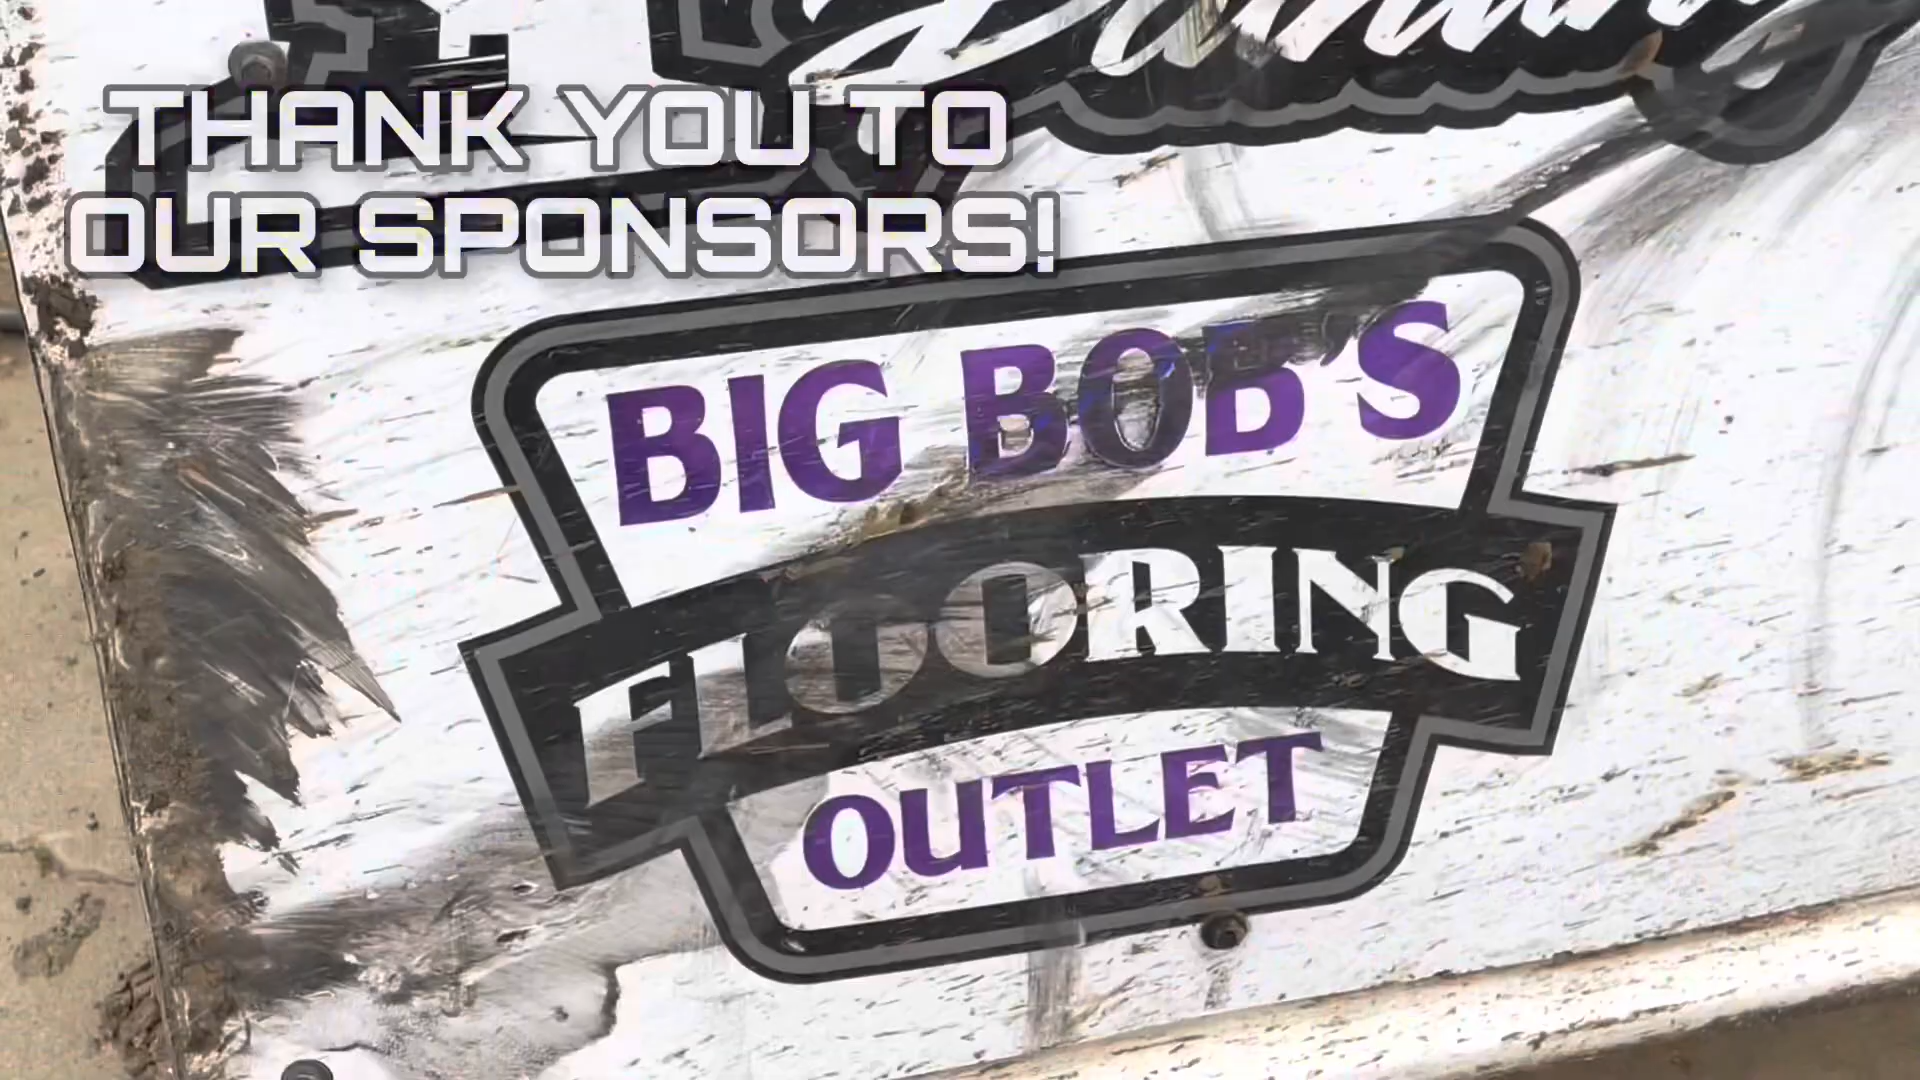 THANK YOU TO
OUR SPONSORS!
BIG BOB'S
FLOORING
OUTLET